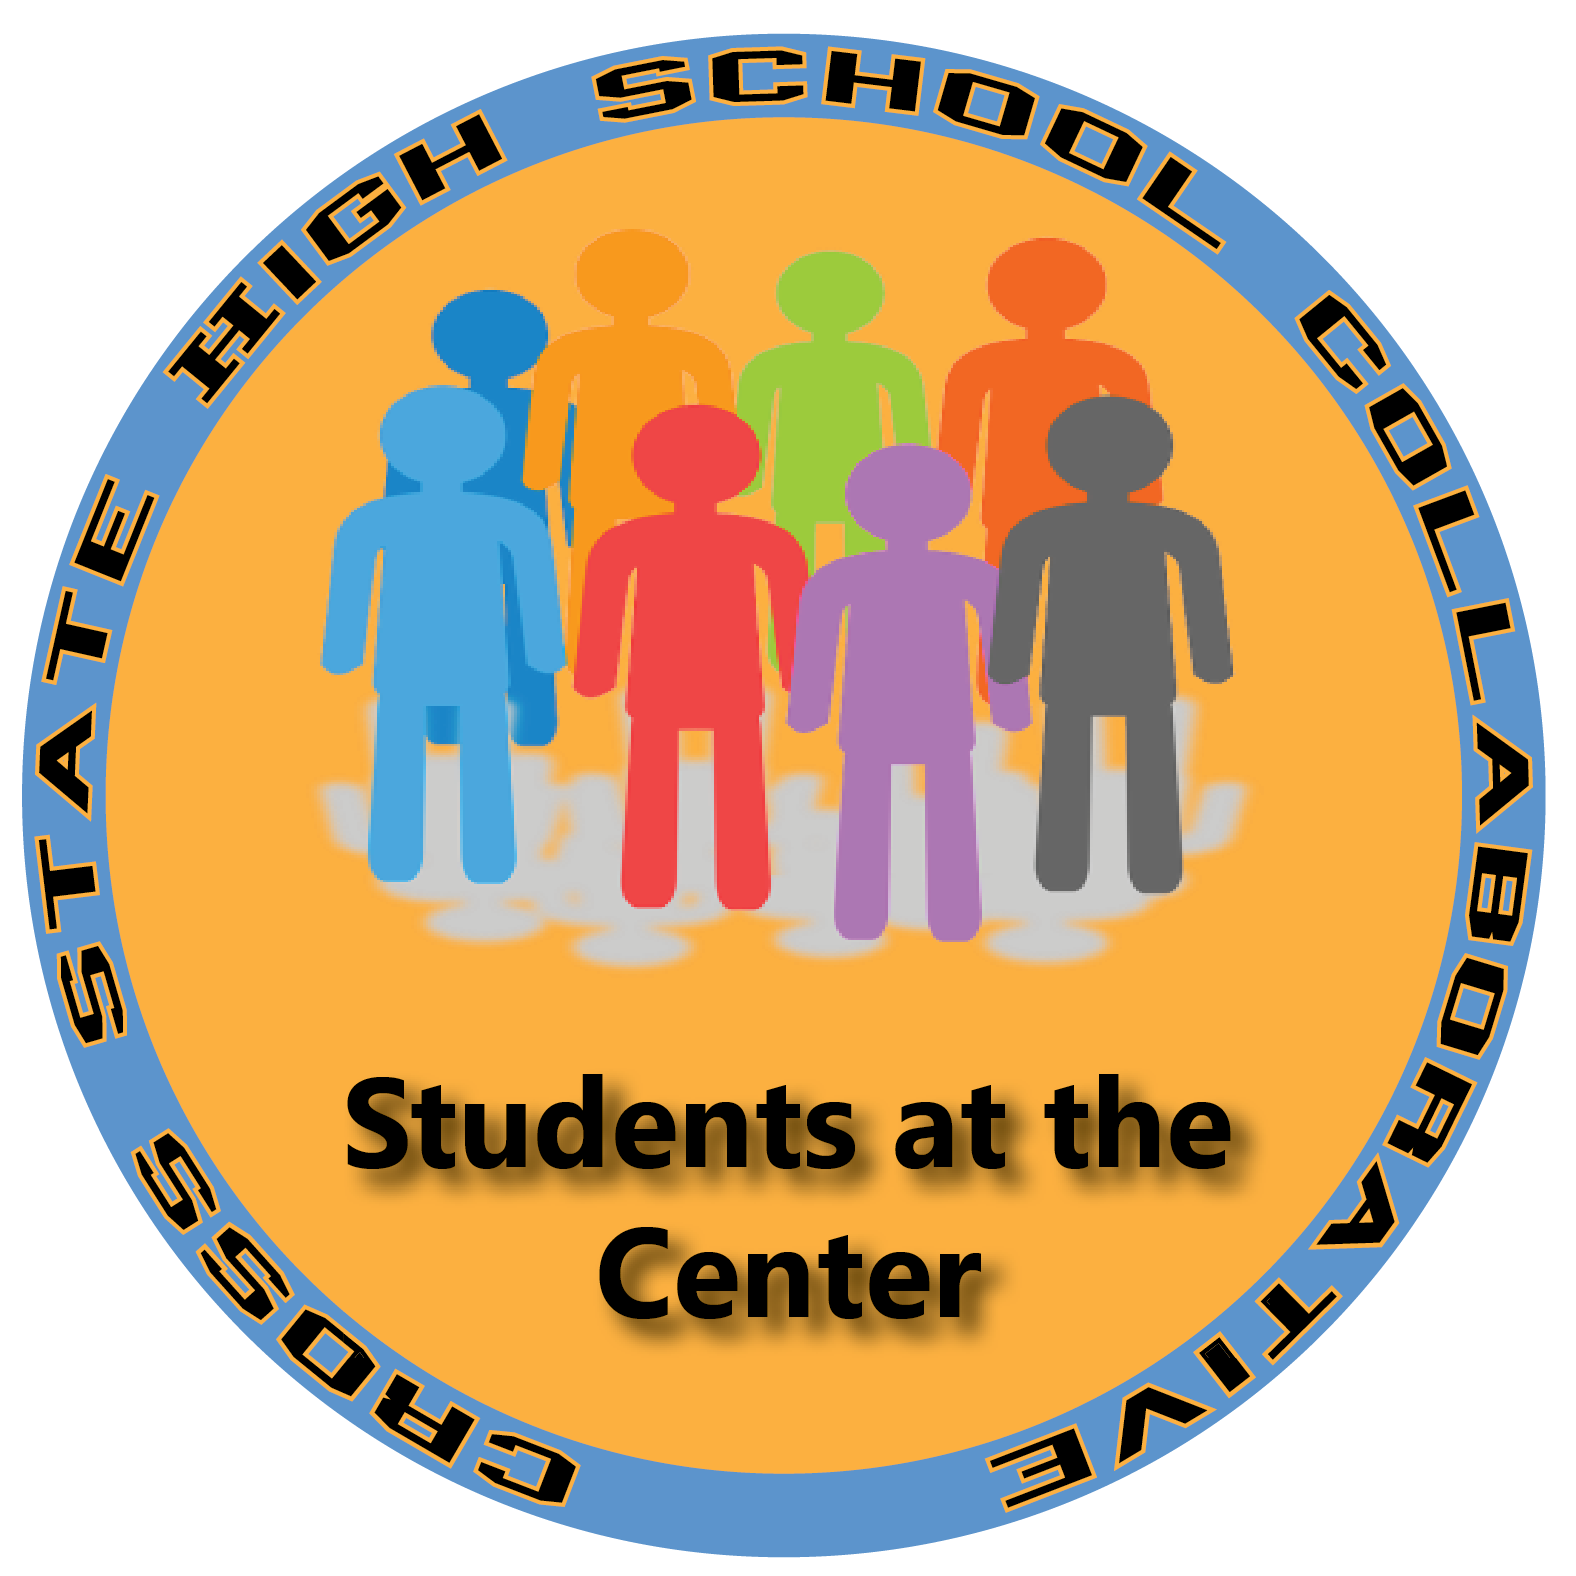 CROSS STATE HIGH SCHOOL COLLABORATIVE
Students at the
Center